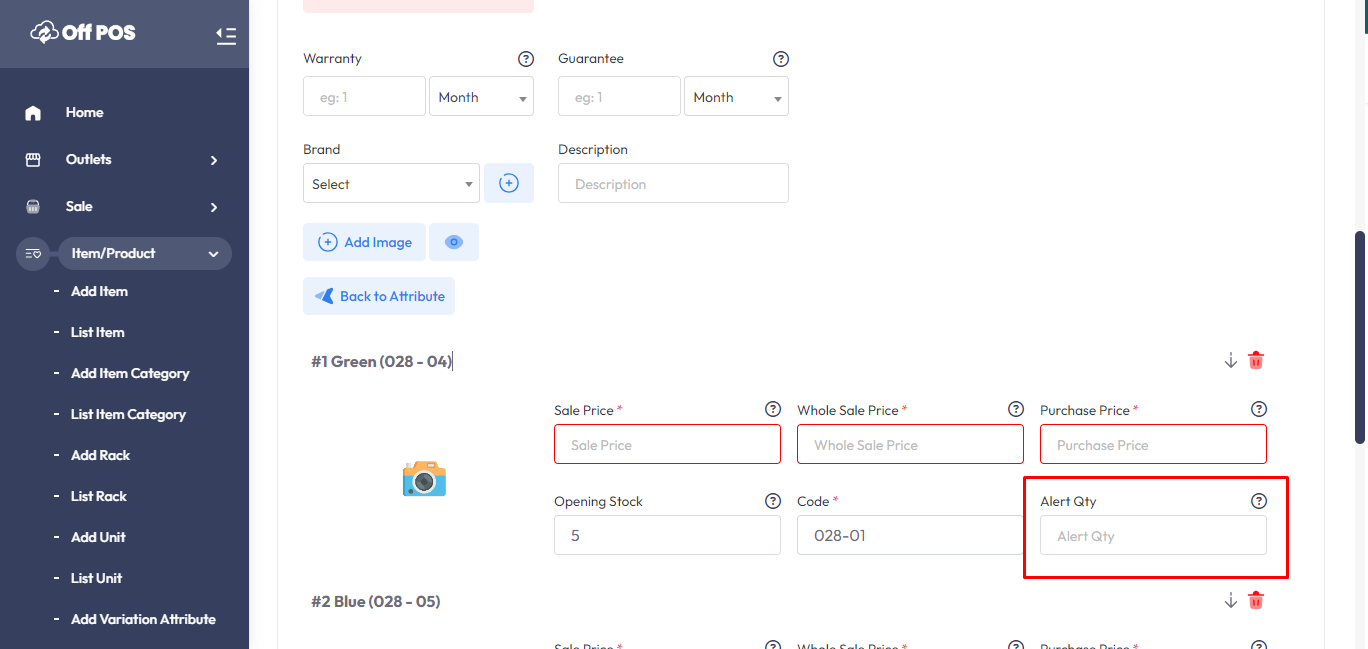 Off POS
Home
Outlets
Sale
Item/Product
- Add Item
- List Item
- Add Item Category
- List Item Category
- Add Rack
- List Rack
- Add Unit
- List Unit
- Add Variation Attribute
Warranty ? Guarantee ?
eg: 1 Month eg: 1 Month
Brand Description
Select Description
Add Image
Back to Attribute
#1 Green (028 - 04)
Sale Price * ? Whole Sale Price * ? Purchase Price * ?
Sale Price Whole Sale Price Purchase Price
Opening Stock ? Code * Alert Qty ?
5 028-01 Alert Qty
#2 Blue (028 - 05)
Sale Price * ? Whole Sale Price * ? Purchase Price * ?